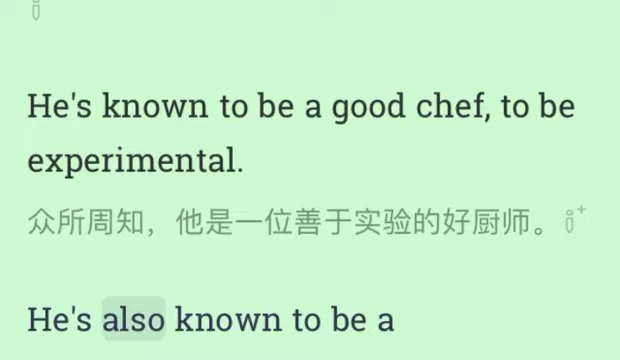 He's known to be a good chef, to be
experimental.
众所周知，他是一位善于实验的好厨师。
He's also known to be a